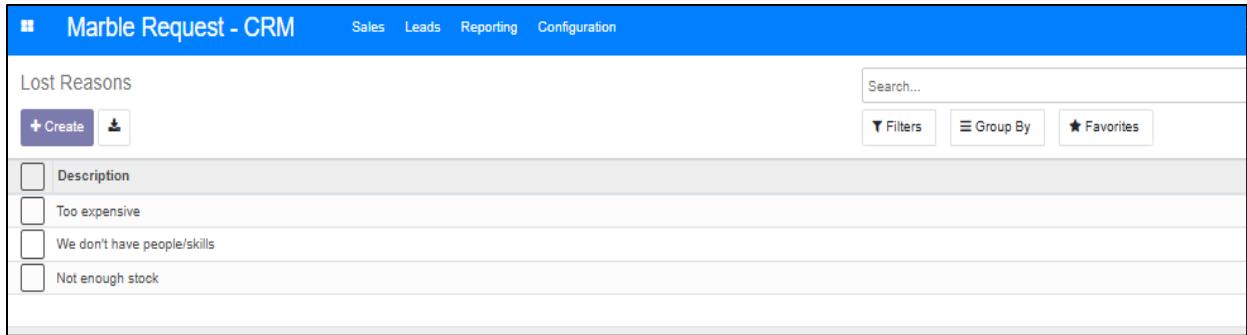 Marble Request - CRM Sales Leads Reporting Configuration
Lost Reasons
Search...
+ Create
Filters Group By Favorites
Description
Too expensive
We don't have people/skills
Not enough stock